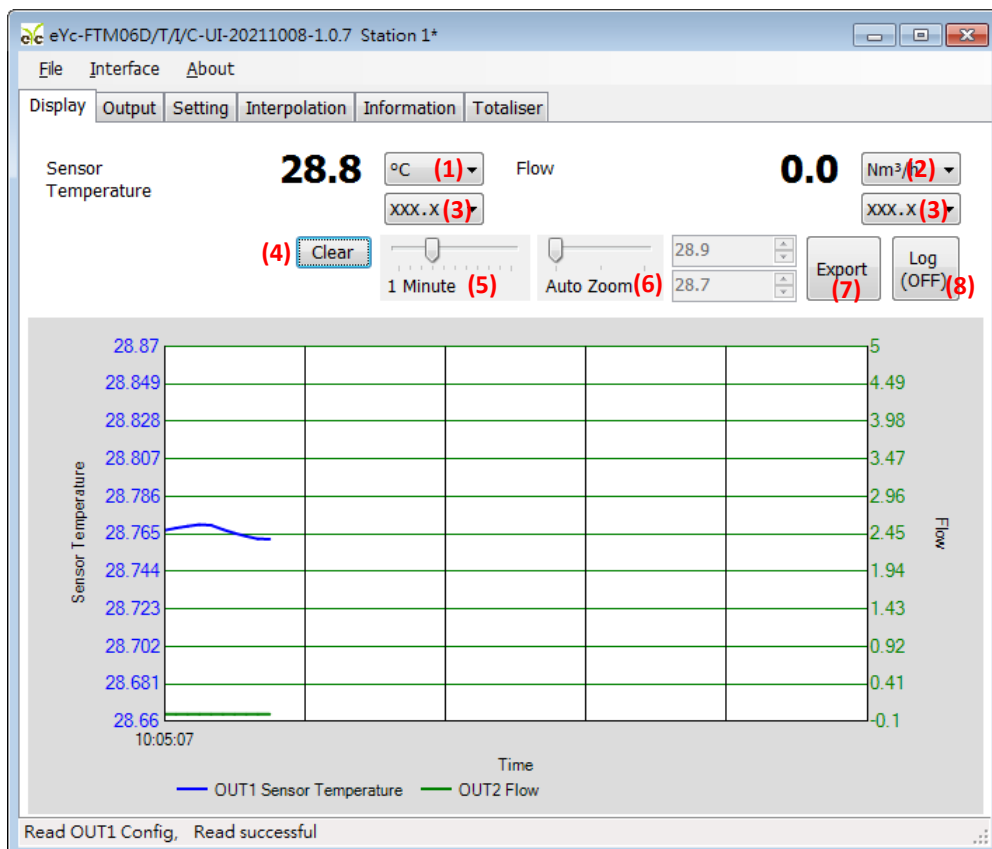 eYc eYc-FTM06D/T/I/C-UI-20211008-1.0.7 Station 1*
File Interface About
Display Output Setting Interpolation Information Totaliser
Sensor Temperature
28.8
°C (1)
Flow
0.0
Nm³/h (2)
xxx.x (3)
xxx.x (3)
(4) Clear
1 Minute (5)
Auto Zoom (6)
28.9
28.7
Export (7)
Log (OFF) (8)
28.87
28.849
28.828
28.807
28.786
28.765
28.744
28.723
28.702
28.681
28.66
Sensor Temperature
5
4.49
3.98
3.47
2.96
2.45
1.94
1.43
0.92
0.41
-0.1
Flow
10:05:07
Time
OUT1 Sensor Temperature OUT2 Flow
Read OUT1 Config, Read successful